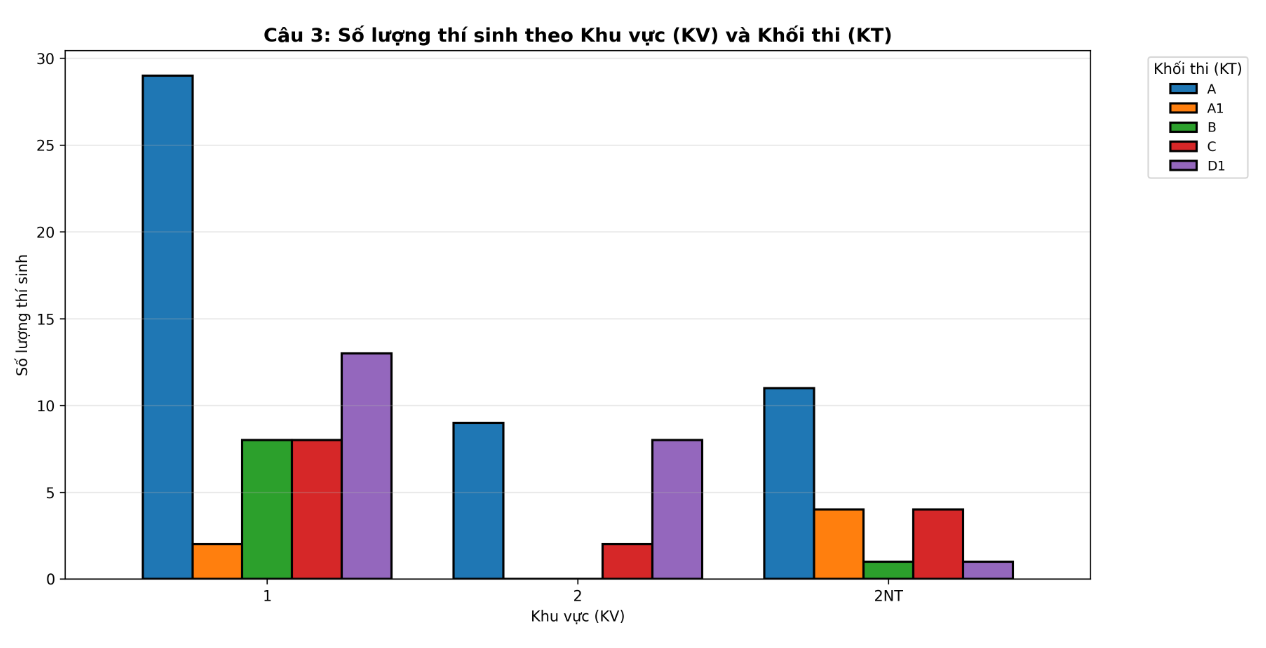 Câu 3: Số lượng thí sinh theo Khu vực (KV) và Khối thi (KT)
Số lượng thí sinh
30
25
20
15
10
5
0
1
2
2NT
Khu vực (KV)
Khối thi (KT)
A
A1
B
C
D1